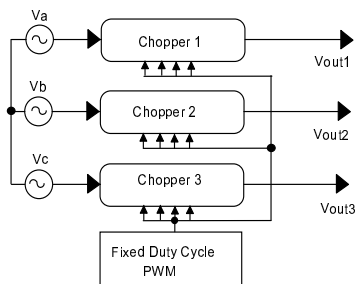 Va
Chopper 1
Vout1
Vb
Chopper 2
Vout2
Vc
Chopper 3
Vout3
Fixed Duty Cycle
PWM